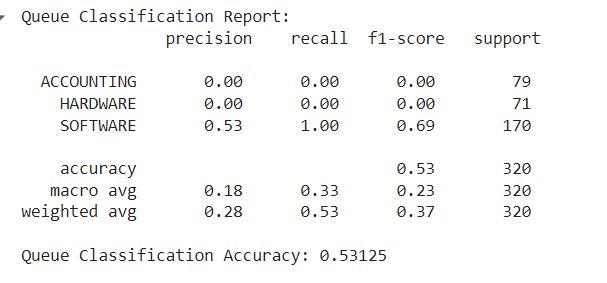 Queue Classification Report:
precision recall f1-score support
ACCOUNTING 0.00 0.00 0.00 79
HARDWARE 0.00 0.00 0.00 71
SOFTWARE 0.53 1.00 0.69 170
accuracy 0.53 320
macro avg 0.18 0.33 0.23 320
weighted avg 0.28 0.53 0.37 320
Queue Classification Accuracy: 0.53125